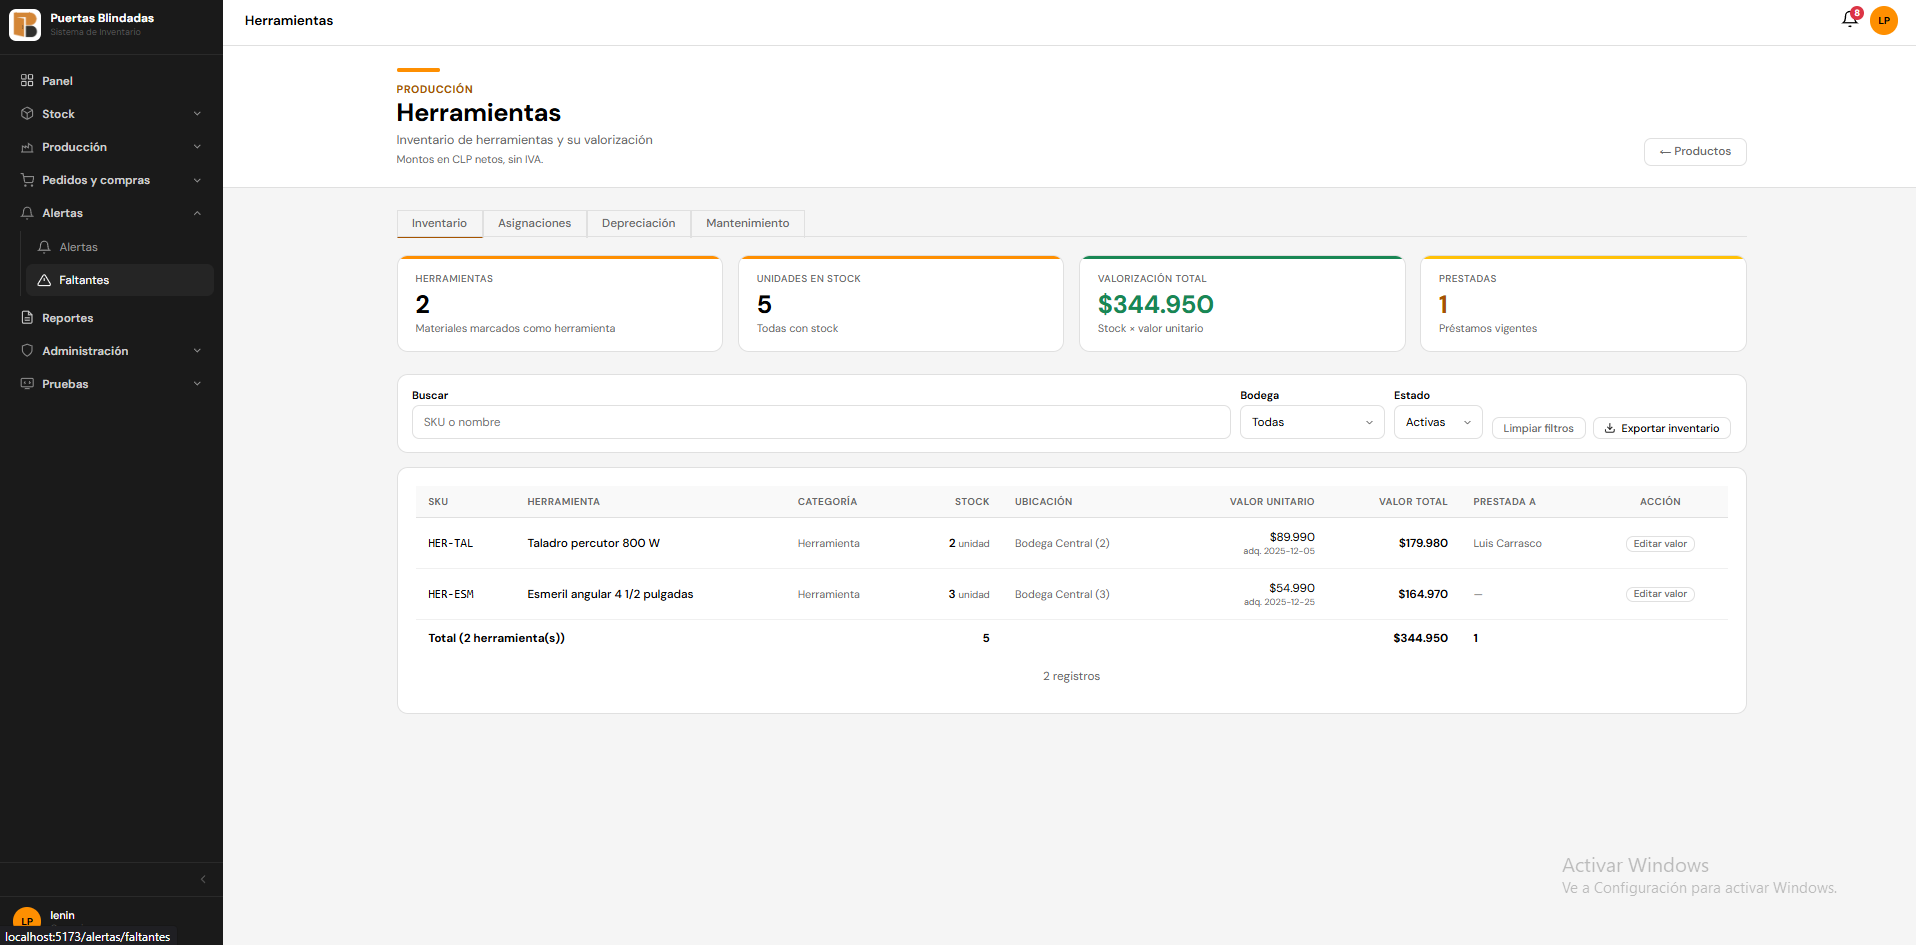 Puertas Blindadas
Sistema de Inventario
Panel
Stock
Producción
Pedidos y compras
Alertas
Alertas
Faltantes
Reportes
Administración
Pruebas
LP
lenin
localhost:5173/alertas/faltantes
Herramientas
8
LP
PRODUCCIÓN
Herramientas
Inventario de herramientas y su valorización
Montos en CLP netos, sin IVA.
← Productos
Inventario Asignaciones Depreciación Mantenimiento
HERRAMIENTAS
2
Materiales marcados como herramienta
UNIDADES EN STOCK
5
Todas con stock
VALORIZACIÓN TOTAL
$344.950
Stock × valor unitario
PRESTADAS
1
Préstamos vigentes
Buscar
SKU o nombre
Bodega
Todas
Estado
Activas
Limpiar filtros
Exportar inventario
SKU HERRAMIENTA CATEGORÍA STOCK UBICACIÓN VALOR UNITARIO VALOR TOTAL PRESTADA A ACCIÓN
HER-TAL Taladro percutor 800 W Herramienta 2 unidad Bodega Central (2) $89.990 $179.980 Luis Carrasco Editar valor
adq. 2025-12-05
HER-ESM Esmeril angular 4 1/2 pulgadas Herramienta 3 unidad Bodega Central (3) $54.990 $164.970 — Editar valor
adq. 2025-12-25
Total (2 herramienta(s)) 5 $344.950 1
2 registros
Activar Windows
Ve a Configuración para activar Windows.